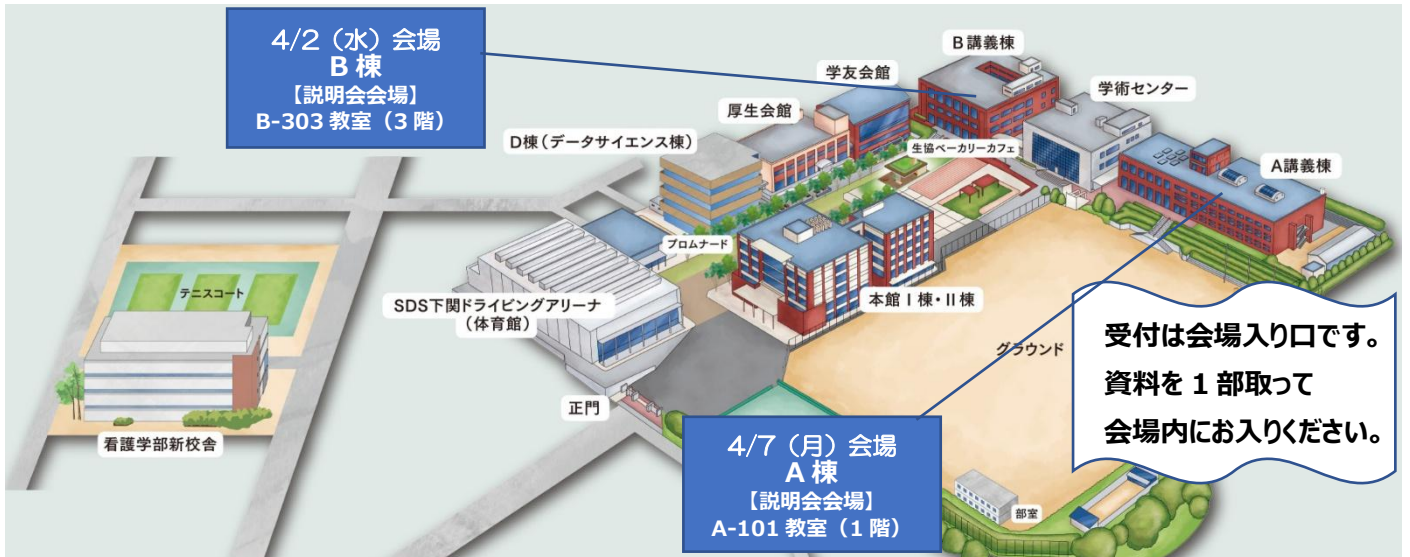 4/2（水）会場
B 棟
【説明会会場】
B-303 教室（3 階）
B講義棟
学友会館
学術センター
厚生会館
D棟（データサイエンス棟）
生協ベーカリーカフェ
A講義棟
プロムナード
テニスコート
SDS下関ドライビングアリーナ
（体育館）
本館Ⅰ棟・Ⅱ棟
グラウンド
受付は会場入り口です。
資料を 1 部取って
会場内にお入りください。
正門
看護学部新校舎
4/7（月）会場
A 棟
【説明会会場】
A-101 教室（1 階）
部室